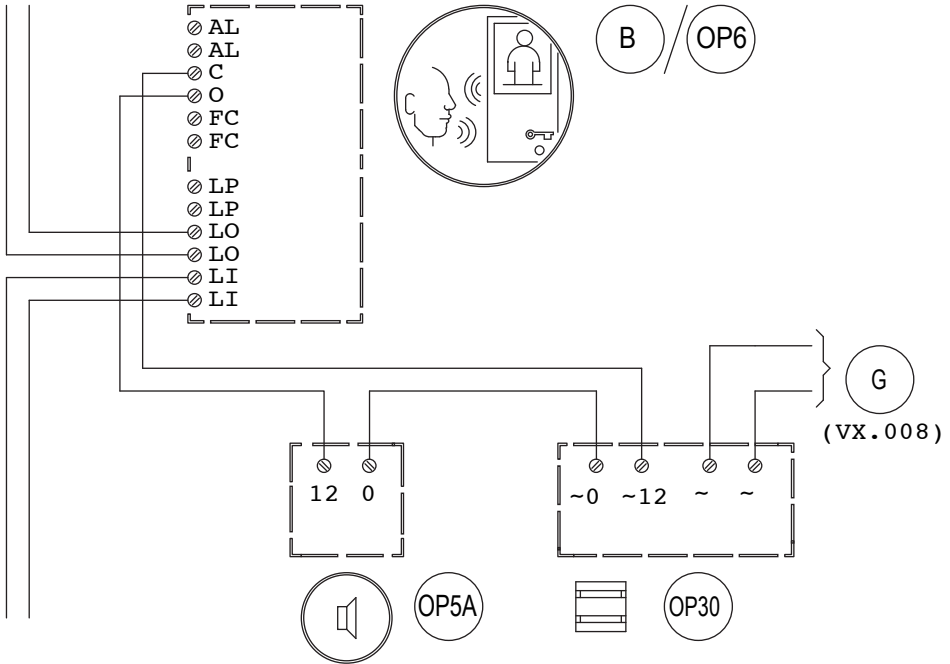 AL
AL
C
O
FC
FC
LP
LP
LO
LO
LI
LI
B / OP6
G
(VX.008)
12 0
~0 ~12 ~ ~
OP5A
OP30